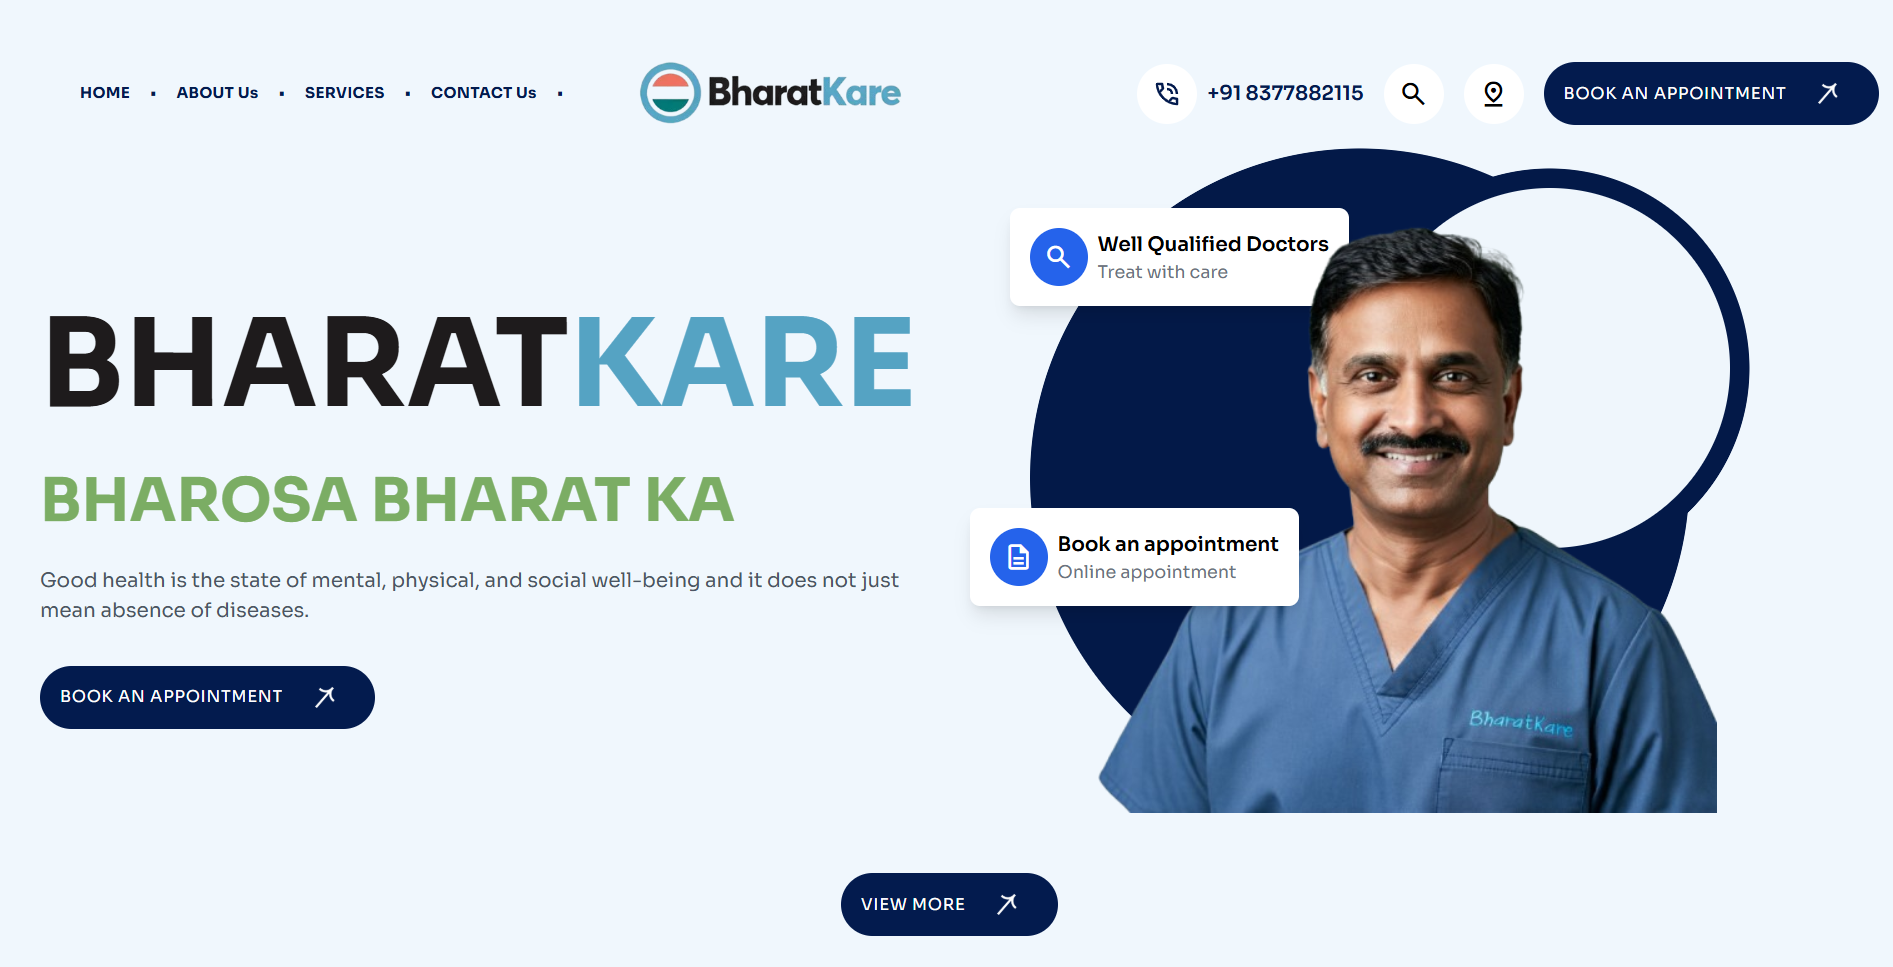 HOME • ABOUT Us • SERVICES • CONTACT Us •
BharatKare
+91 8377882115
BOOK AN APPOINTMENT
Well Qualified Doctors
Treat with care
BHARATKARE
BHAROSA BHARAT KA
Book an appointment
Online appointment
Good health is the state of mental, physical, and social well-being and it does not just
mean absence of diseases.
BOOK AN APPOINTMENT
BharatKare
VIEW MORE